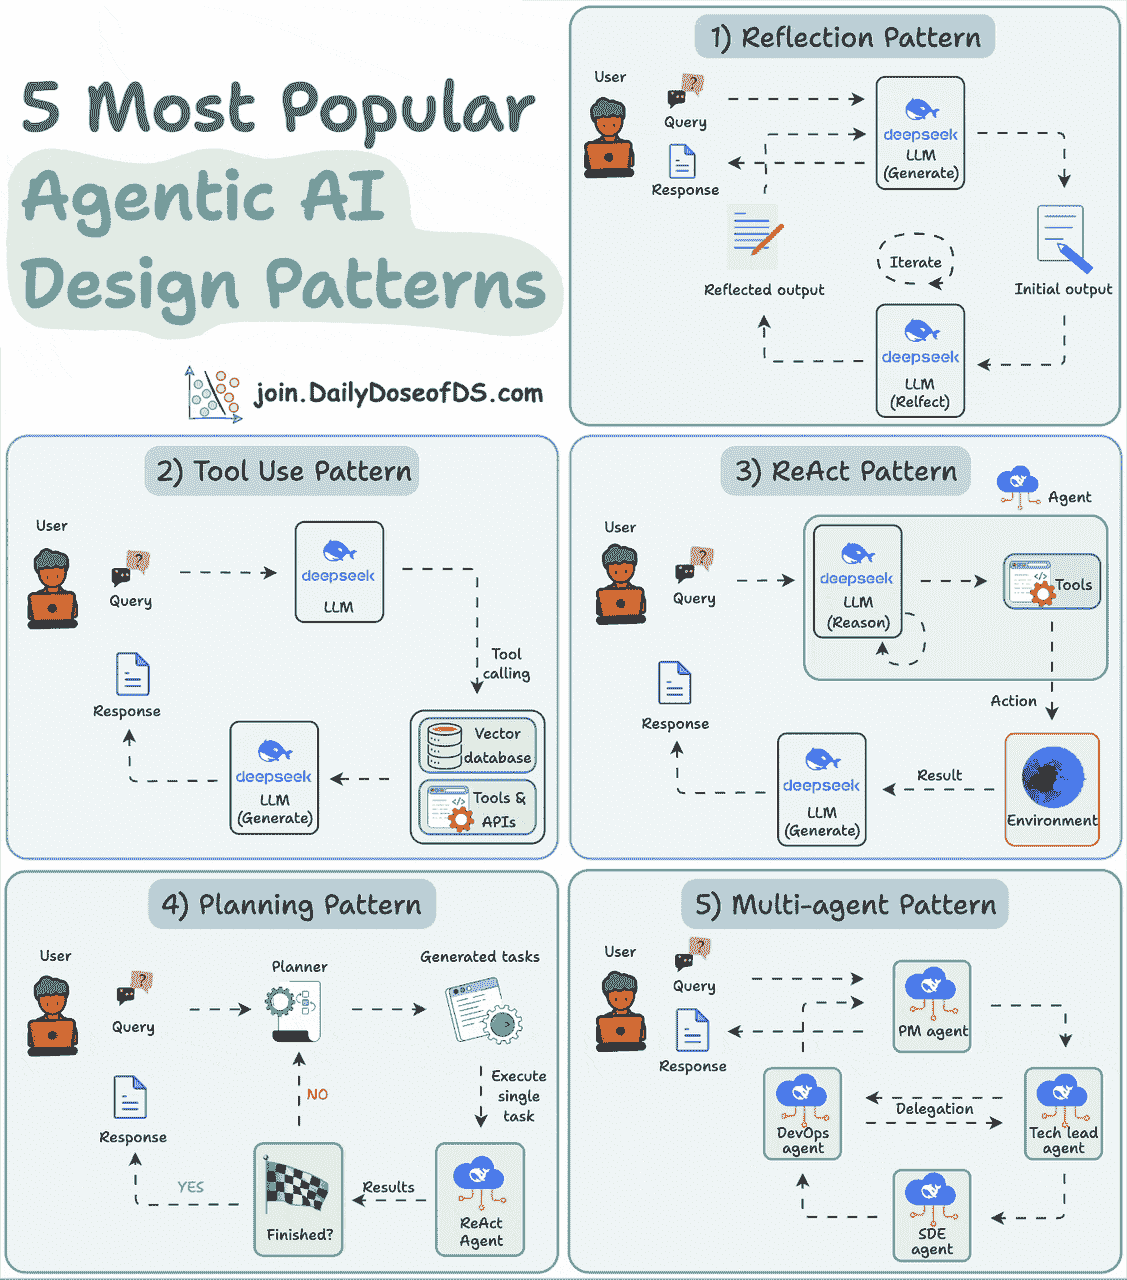 5 Most Popular
Agentic AI
Design Patterns
join.DailyDoseofDS.com
1) Reflection Pattern
User
?
Query
Response
deepseek
LLM
(Generate)
Reflected output
Iterate
Initial output
deepseek
LLM
(Relfect)
2) Tool Use Pattern
User
?
Query
deepseek
LLM
Tool
calling
Response
deepseek
LLM
(Generate)
Vector
database
</>
Tools &
APIs
3) ReAct Pattern
Agent
User
?
Query
deepseek
LLM
(Reason)
</>
Tools
Action
Response
deepseek
LLM
(Generate)
Result
Environment
4) Planning Pattern
User
?
Query
Planner
Generated tasks
Execute
single
task
NO
Response
YES
Finished?
Results
ReAct
Agent
5) Multi-agent Pattern
User
?
Query
Response
PM agent
DevOps
agent
Delegation
Tech lead
agent
SDE
agent